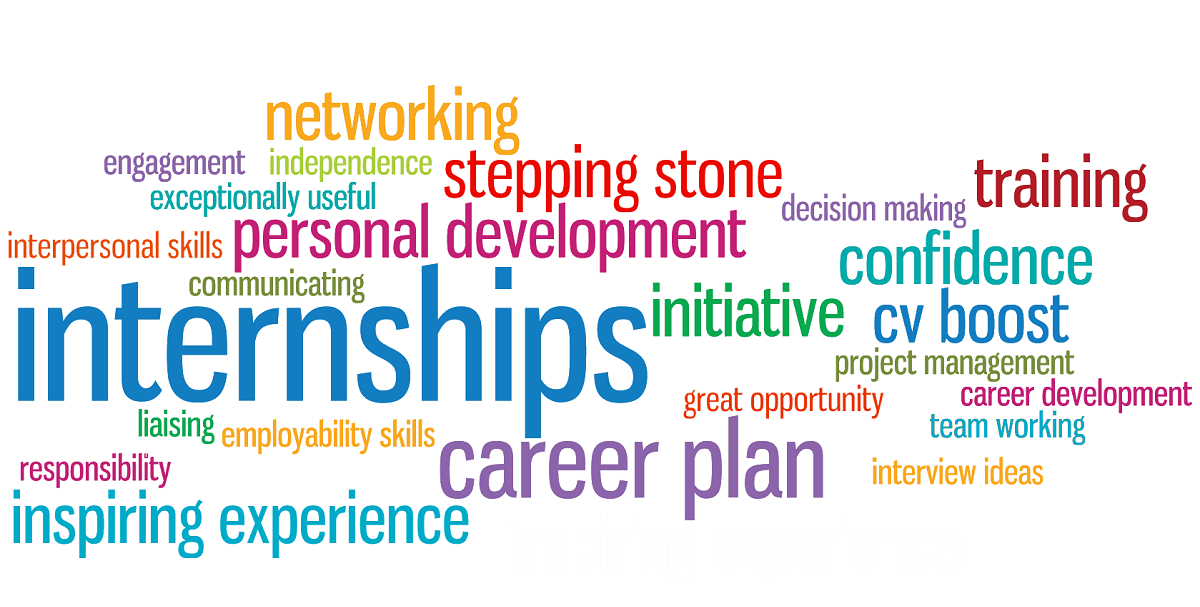 networking
engagement
independence
stepping stone
training
exceptionally useful
decision making
personal development
interpersonal skills
confidence
communicating
internships
initiative
cv boost
project management
great opportunity
career development
liaising
employability skills
team working
career plan
responsibility
interview ideas
inspiring experience